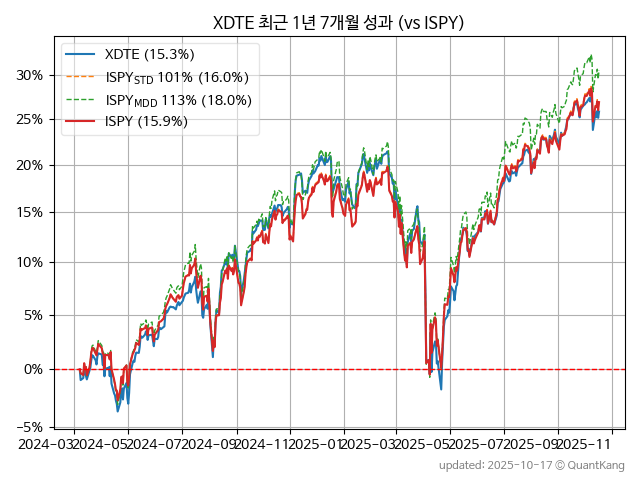 XDTE 최근 1년 7개월 성과 (vs ISPY)
XDTE (15.3%)
ISPY_STD 101% (16.0%)
ISPY_MDD 113% (18.0%)
ISPY (15.9%)
30%
25%
20%
15%
10%
5%
0%
−5%
2024-03 2024-05 2024-07 2024-09 2024-11 2025-01 2025-03 2025-05 2025-07 2025-09 2025-11
updated: 2025-10-17 © QuantKang